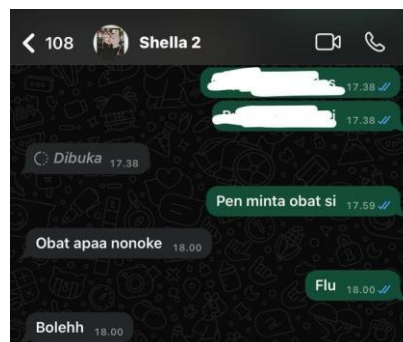 108 Shella 2
17.38
17.38
Dibuka 17.38
Pen minta obat si 17.59
Obat apaa nonoke 18.00
Flu 18.00
Bolehh 18.00